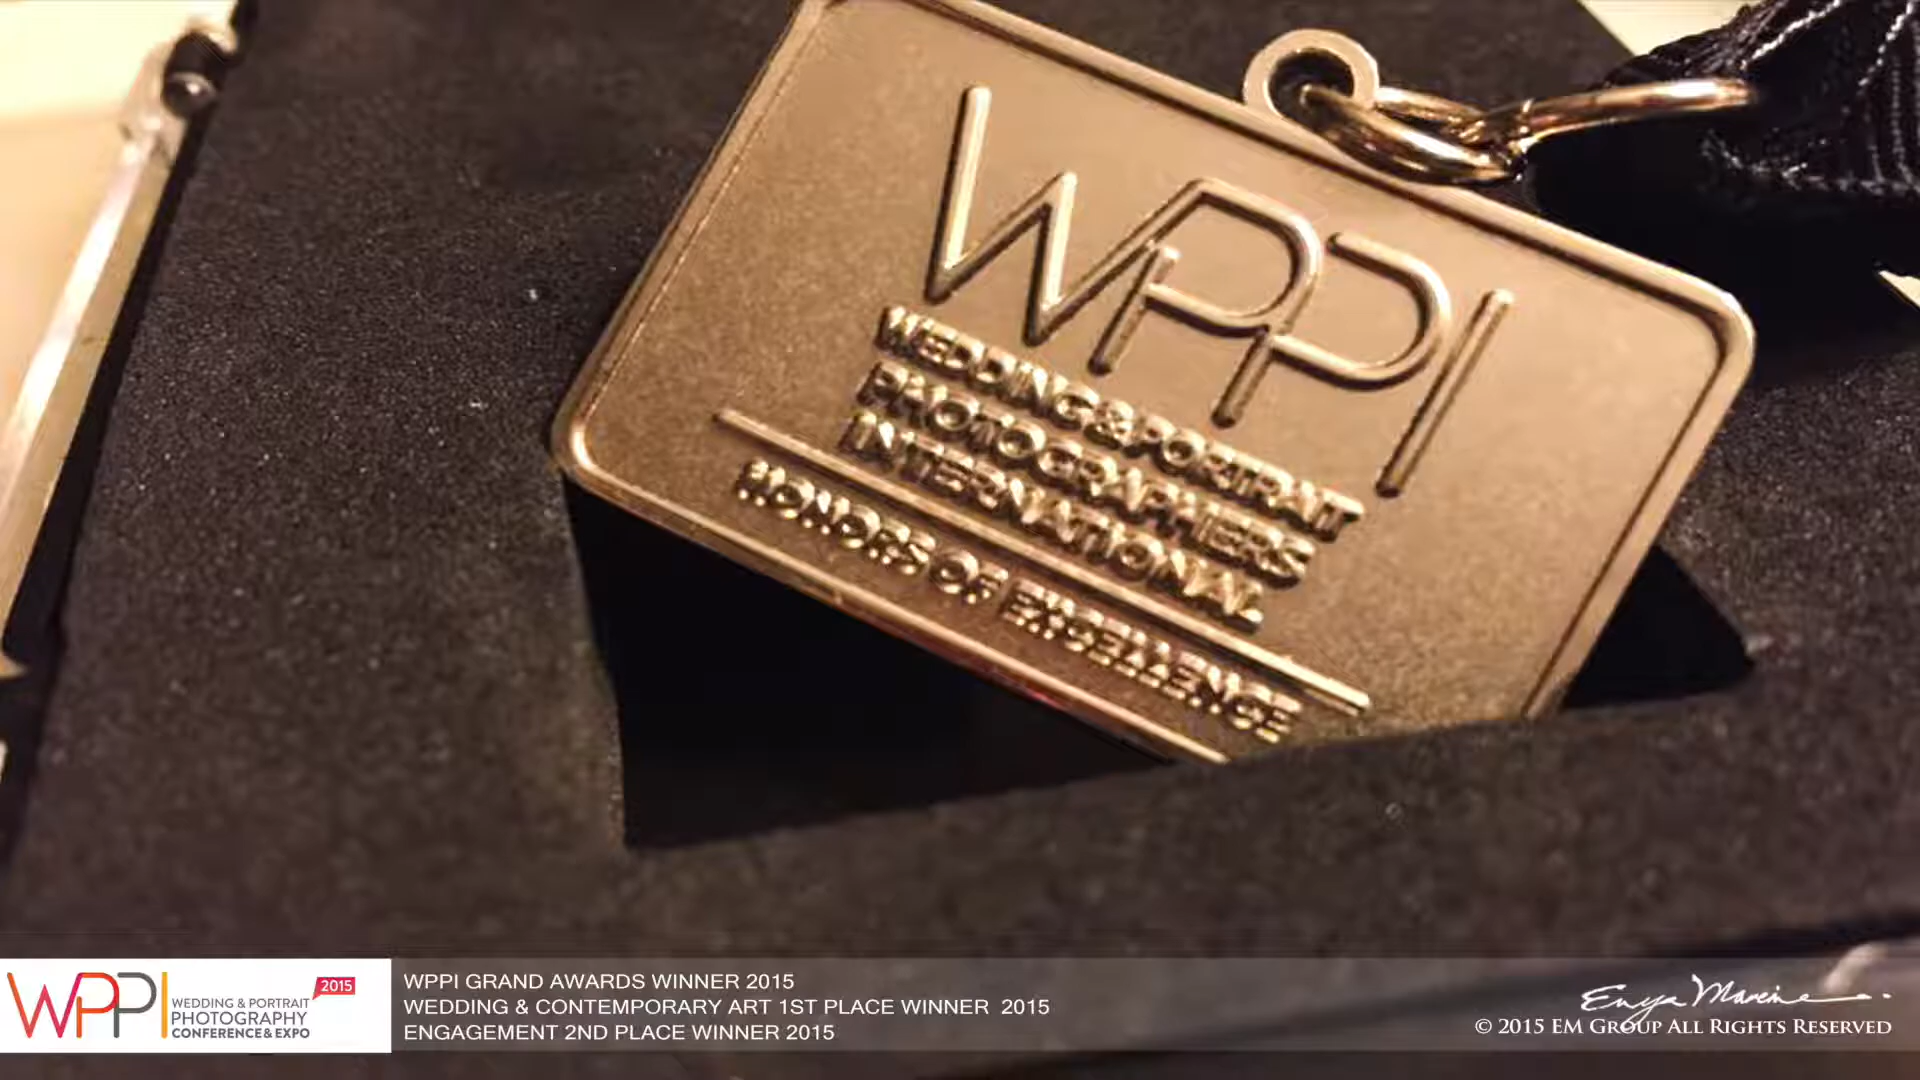 WPPI
WEDDING & PORTRAIT
PHOTOGRAPHERS
INTERNATIONAL
HONORS OF EXCELLENCE
WPPI
2015
WEDDING & PORTRAIT
PHOTOGRAPHY
CONFERENCE & EXPO
WPPI GRAND AWARDS WINNER 2015
WEDDING & CONTEMPORARY ART 1ST PLACE WINNER 2015
ENGAGEMENT 2ND PLACE WINNER 2015
© 2015 EM GROUP ALL RIGHTS RESERVED